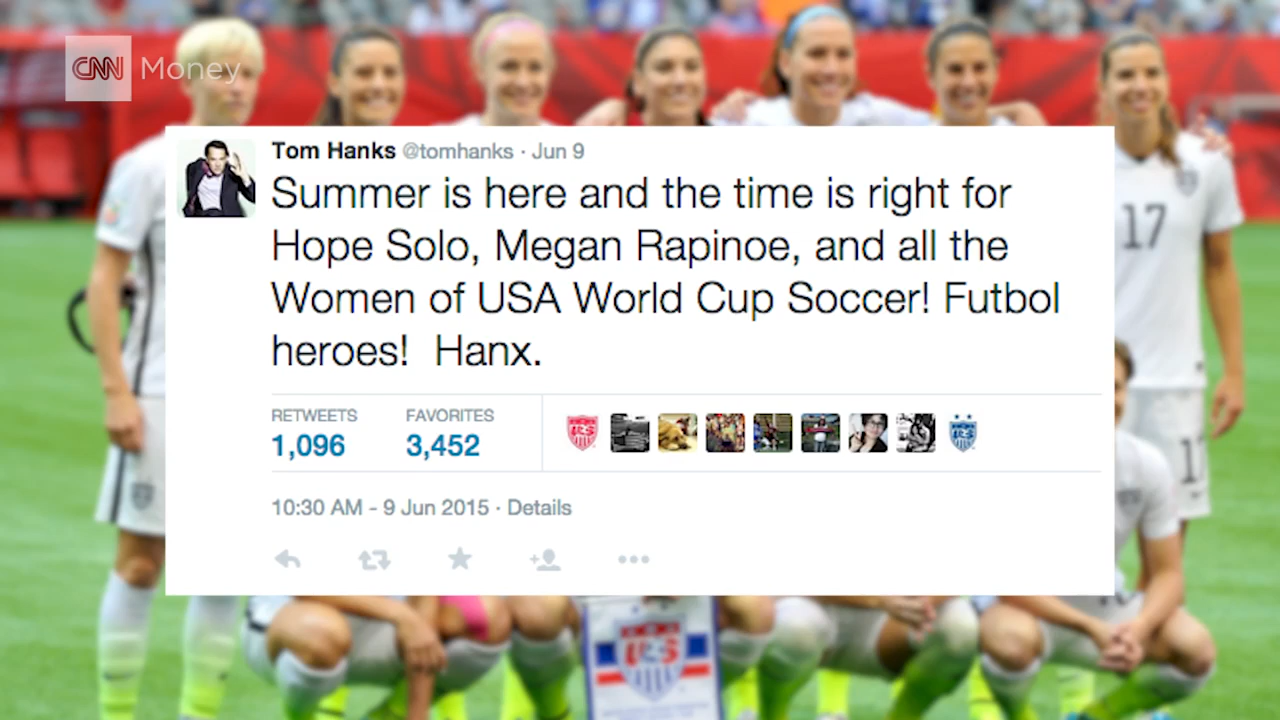 CNN Money
Tom Hanks @tomhanks · Jun 9
Summer is here and the time is right for
Hope Solo, Megan Rapinoe, and all the
Women of USA World Cup Soccer! Futbol
heroes!  Hanx.
RETWEETS FAVORITES
1,096 3,452
10:30 AM - 9 Jun 2015 · Details
17
US